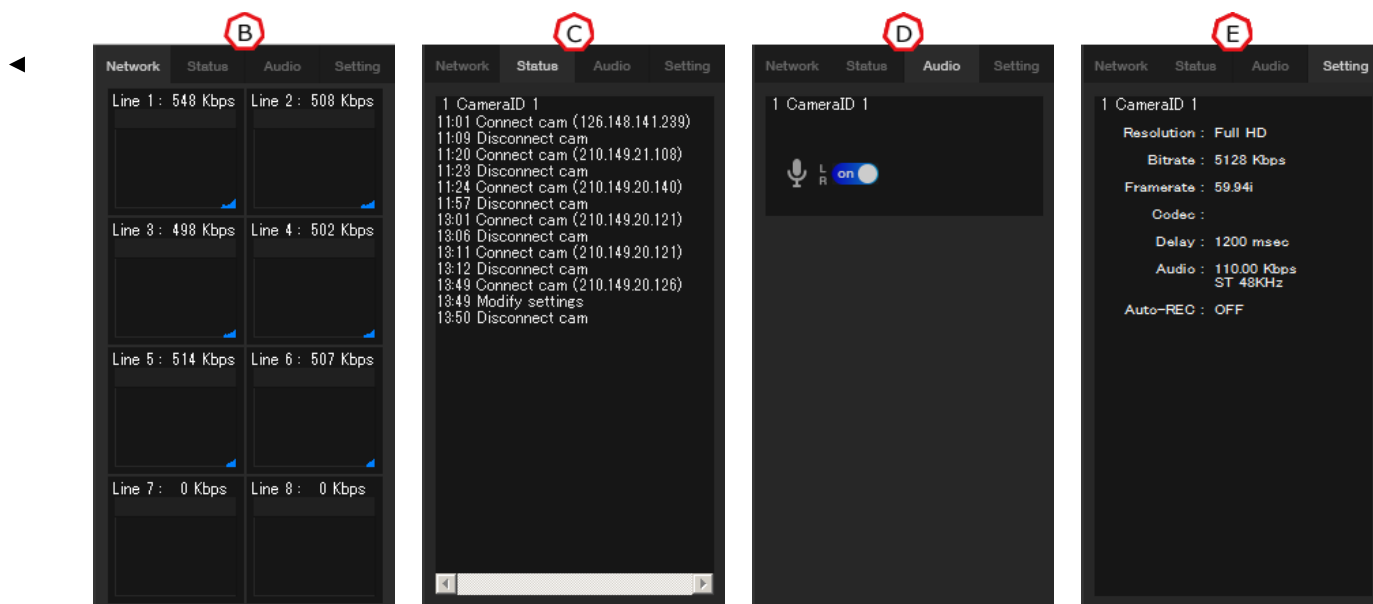 B
Network Status Audio Setting
Line 1 : 548 Kbps Line 2 : 508 Kbps
Line 3 : 498 Kbps Line 4 : 502 Kbps
Line 5 : 514 Kbps Line 6 : 507 Kbps
Line 7 : 0 Kbps Line 8 : 0 Kbps
C
Network Status Audio Setting
1 CameraID 1
11:01 Connect cam (126.148.141.239)
11:09 Disconnect cam
11:20 Connect cam (210.149.21.108)
11:23 Disconnect cam
11:24 Connect cam (210.149.20.140)
11:57 Disconnect cam
13:01 Connect cam (210.149.20.121)
13:06 Disconnect cam
13:11 Connect cam (210.149.20.121)
13:12 Disconnect cam
13:49 Connect cam (210.149.20.126)
13:49 Modify settings
13:50 Disconnect cam
D
Network Status Audio Setting
1 CameraID 1
L
R
on
E
Network Status Audio Setting
1 CameraID 1
Resolution : Full HD
Bitrate : 5128 Kbps
Framerate : 59.94i
Codec :
Delay : 1200 msec
Audio : 110.00 Kbps
ST 48KHz
Auto-REC : OFF